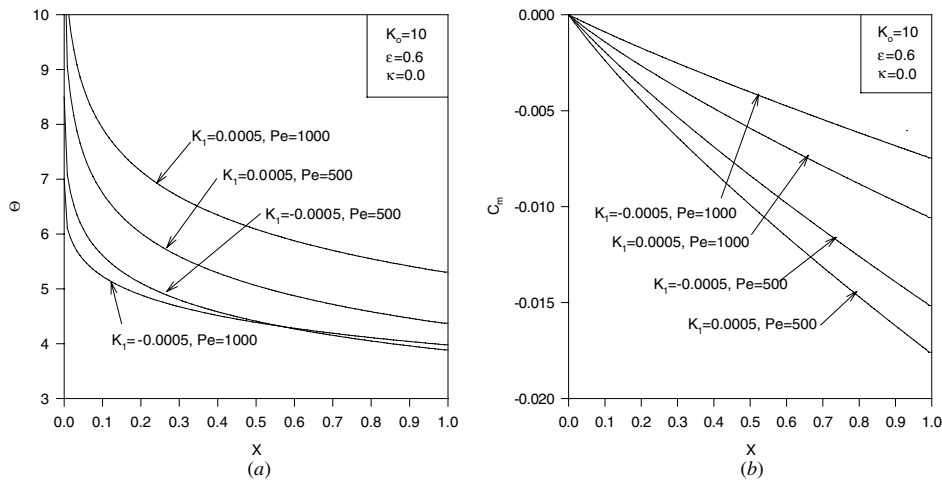 10
9
8
7
6
5
4
3
Θ
0.0 0.1 0.2 0.3 0.4 0.5 0.6 0.7 0.8 0.9 1.0
X
(a)
K₀=10
ε=0.6
κ=0.0
K₁=0.0005, Pe=1000
K₁=0.0005, Pe=500
K₁=-0.0005, Pe=500
K₁=-0.0005, Pe=1000
0.000
-0.005
-0.010
-0.015
-0.020
Cₘ
0.0 0.1 0.2 0.3 0.4 0.5 0.6 0.7 0.8 0.9 1.0
X
(b)
K₀=10
ε=0.6
κ=0.0
K₁=-0.0005, Pe=1000
K₁=0.0005, Pe=1000
K₁=-0.0005, Pe=500
K₁=0.0005, Pe=500